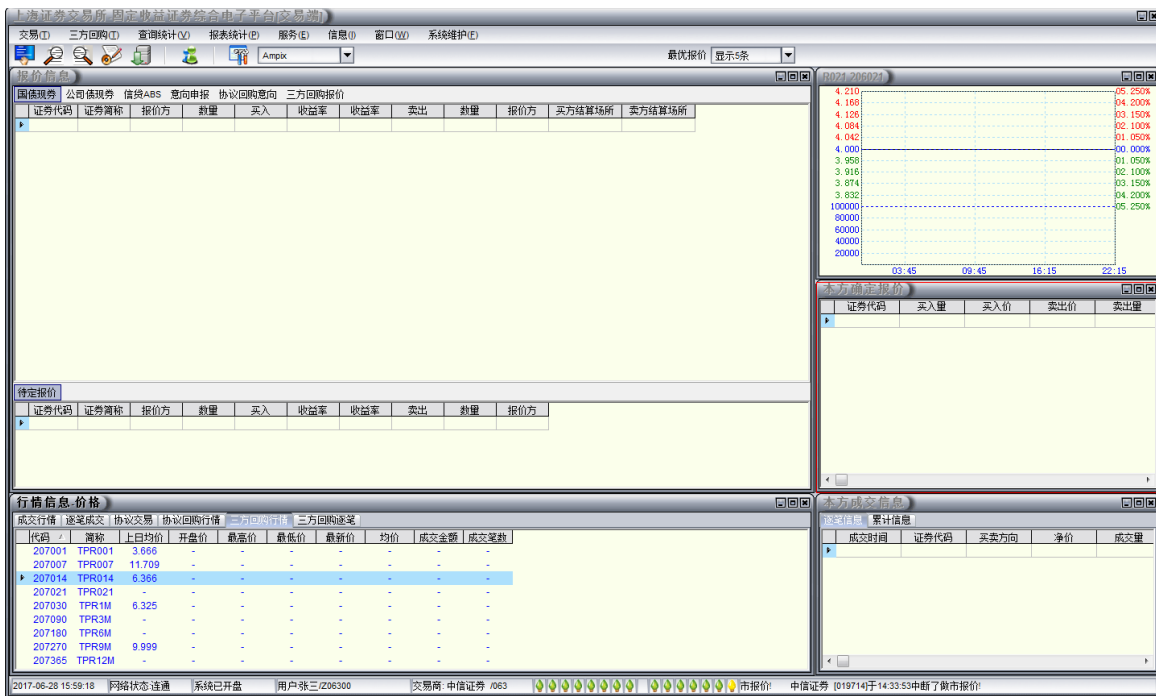 上海证券交易所 固定收益证券综合电子平台[交易端]
交易(T) 三方回购(T) 查询统计(V) 报表统计(P) 服务(E) 信息(I) 窗口(W) 系统维护(F)
Ampix 最优报价 显示5条
报价信息
国债现券 公司债现券 信贷ABS 意向申报 协议回购意向 三方回购报价
证券代码 证券简称 报价方 数量 买入 收益率 收益率 卖出 数量 报价方 买方结算场所 卖方结算场所
待定报价
证券代码 证券简称 报价方 数量 买入 收益率 收益率 卖出 数量 报价方
R021,206021
4.210 05.250%
4.168 04.200%
4.126 03.150%
4.084 02.100%
4.042 01.050%
4.000 00.000%
3.958 01.050%
3.916 02.100%
3.874 03.150%
3.832 04.200%
100000 05.250%
80000
60000
40000
20000
03:45 09:45 16:15 22:15
本方确定报价
证券代码 买入量 买入价 卖出价 卖出量
行情信息-价格
成交行情 逐笔成交 协议交易 协议回购行情 三方回购行情 三方回购逐笔
代码 简称 上日均价 开盘价 最高价 最低价 最新价 均价 成交金额 成交笔数
207001 TPR001 3.666 - - - - - - -
207007 TPR007 11.709 - - - - - - -
207014 TPR014 6.366 - - - - - - -
207021 TPR021 - - - - - - - -
207030 TPR1M 6.325 - - - - - - -
207090 TPR3M - - - - - - - -
207180 TPR6M - - - - - - - -
207270 TPR9M 9.999 - - - - - - -
207365 TPR12M - - - - - - - -
本方成交信息
逐笔信息 累计信息
成交时间 证券代码 买卖方向 净价 成交量
2017-06-28 15:59:18 网络状态:连通 系统已开盘 用户:张三/Z06300 交易商:中信证券 /063 市报价! 中信证券 [019714]于14:33:53中断了做市报价!